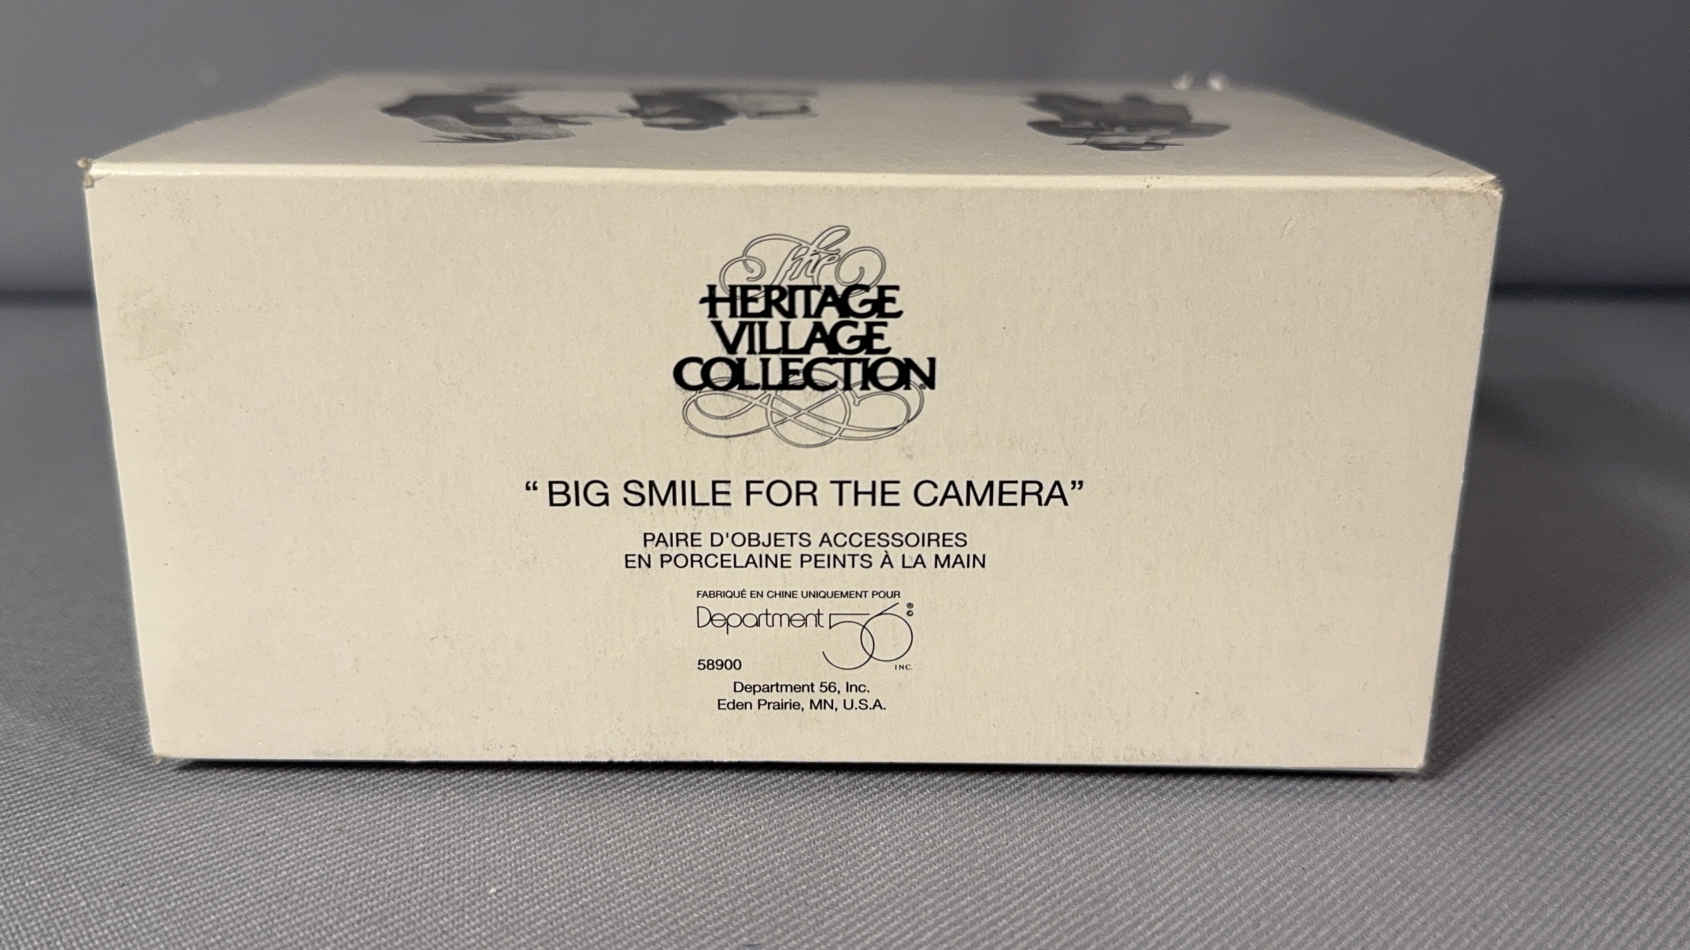 The
HERITAGE
VILLAGE
COLLECTION®
“BIG SMILE FOR THE CAMERA”
PAIRE D'OBJETS ACCESSOIRES
EN PORCELAINE PEINTS À LA MAIN
FABRIQUÉ EN CHINE UNIQUEMENT POUR
Department 56 ® ©
INC.
58900
Department 56, Inc.
Eden Prairie, MN, U.S.A.